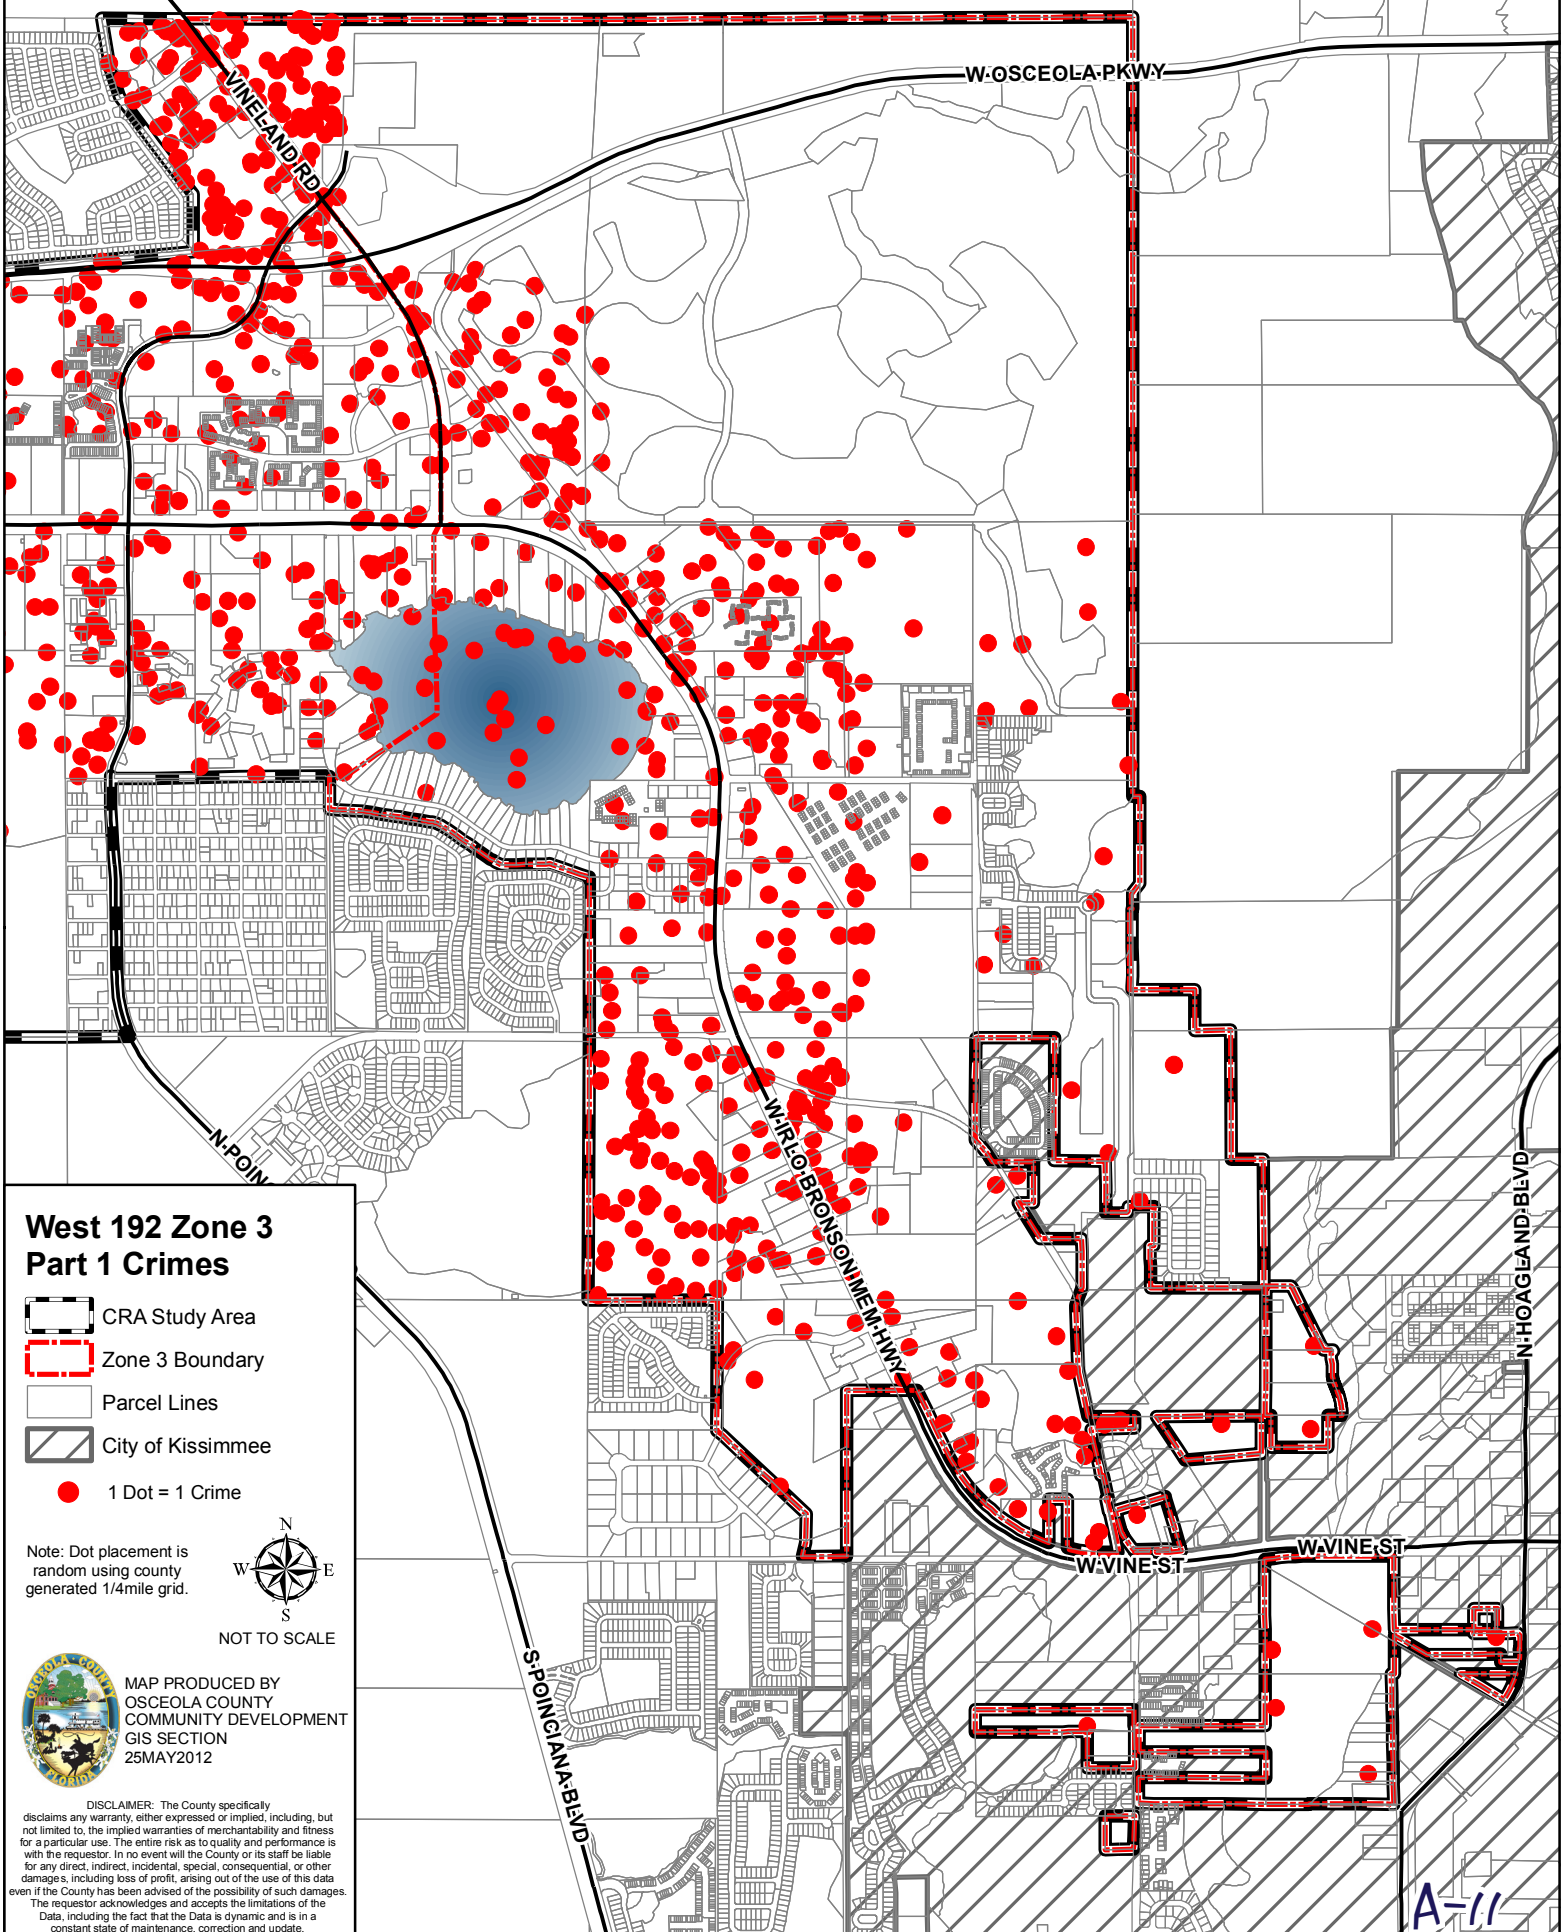 W OSCEOLA PKWY
VINELAND RD
W IRLO BRONSON MEM HWY
N HOAGLAND BLVD
N POINC
W VINE ST
W VINE ST
S POINCIANA BLVD
West 192 Zone 3
Part 1 Crimes
CRA Study Area
Zone 3 Boundary
Parcel Lines
City of Kissimmee
1 Dot = 1 Crime
Note: Dot placement is
random using county
generated 1/4mile grid.
N
W
E
S
NOT TO SCALE
OSCEOLA COUNTY
FLORIDA
MAP PRODUCED BY
OSCEOLA COUNTY
COMMUNITY DEVELOPMENT
GIS SECTION
25MAY2012
DISCLAIMER: The County specifically
disclaims any warranty, either expressed or implied, including, but
not limited to, the implied warranties of merchantability and fitness
for a particular use. The entire risk as to quality and performance is
with the requestor. In no event will the County or its staff be liable
for any direct, indirect, incidental, special, consequential, or other
damages, including loss of profit, arising out of the use of this data
even if the County has been advised of the possibility of such damages.
The requestor acknowledges and accepts the limitations of the
Data, including the fact that the Data is dynamic and is in a
constant state of maintenance, correction and update.
A-11